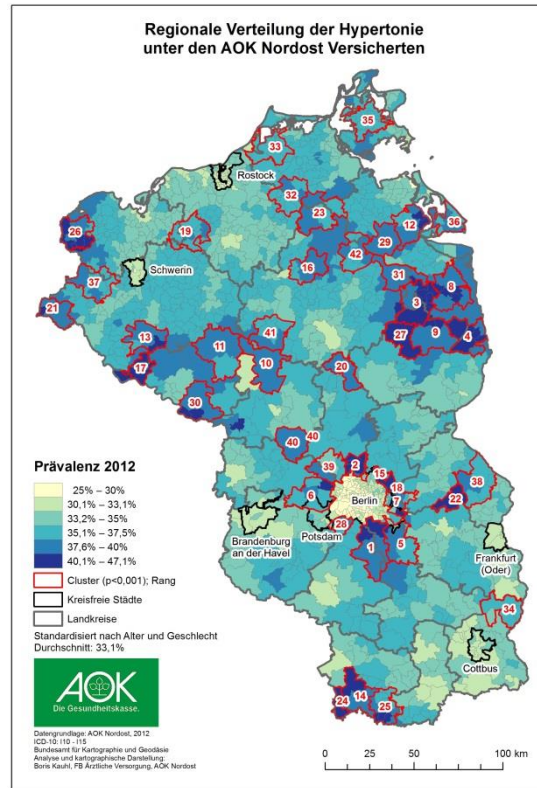 Regionale Verteilung der Hypertonie
unter den AOK Nordost Versicherten
35
33
Rostock
32
23
12
36
26
19
29
42
16
Schwerin
37
31
8
3
21
13
41
27
9
4
11
17
10
20
30
40
40
2
39
15
38
18
6
Berlin
7
22
28
Brandenburg
an der Havel
Potsdam
1
5
Frankfurt
(Oder)
34
Cottbus
24
14
25
Prävalenz 2012
25% – 30%
30,1% – 33,1%
33,2% – 35%
35,1% – 37,5%
37,6% – 40%
40,1% – 47,1%
Cluster (p<0,001); Rang
Kreisfreie Städte
Landkreise
Standardisiert nach Alter und Geschlecht
Durchschnitt: 33,1%
AOK
Die Gesundheitskasse.
Datengrundlage: AOK Nordost, 2012
ICD-10: I10 - I15
Bundesamt für Kartographie und Geodäsie
Analyse und kartographische Darstellung:
Boris Kauhl, FB Ärztliche Versorgung, AOK Nordost
0 25 50 100 km